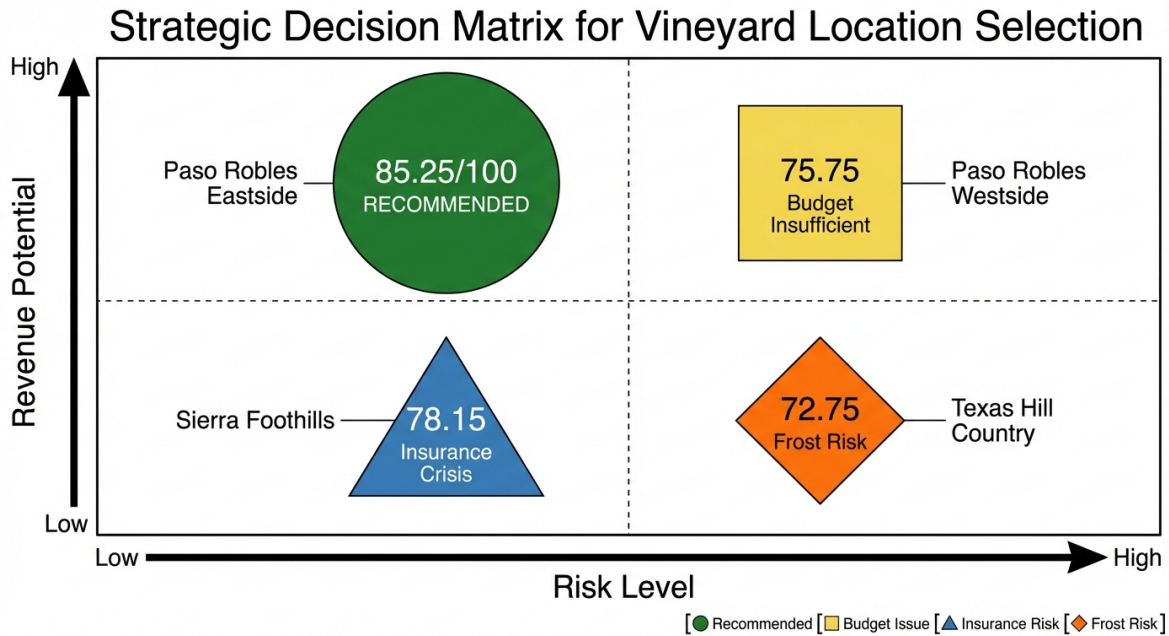 Strategic Decision Matrix for Vineyard Location Selection
High
Revenue Potential
Low
Paso Robles
Eastside
85.25/100
RECOMMENDED
75.75
Budget
Insufficient
Paso Robles
Westside
Sierra Foothills
78.15
Insurance
Crisis
72.75
Frost Risk
Texas Hill
Country
Low
High
Risk Level
[ Recommended [ Budget Issue [ Insurance Risk [ Frost Risk ]